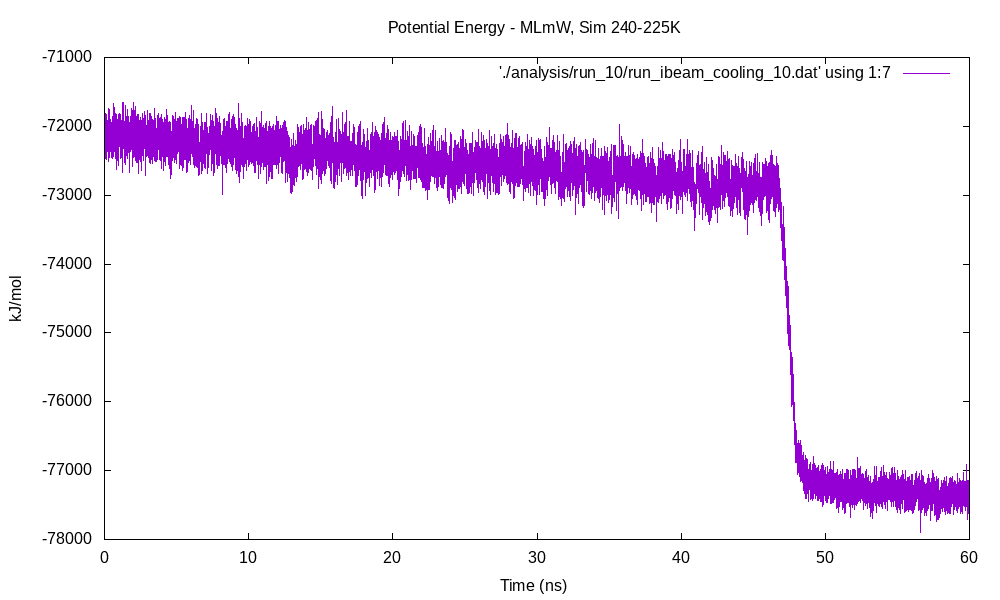 Potential Energy - MLmW, Sim 240-225K
'./analysis/run_10/run_ibeam_cooling_10.dat' using 1:7
-71000
-72000
-73000
-74000
-75000
-76000
-77000
-78000
kJ/mol
0 10 20 30 40 50 60
Time (ns)